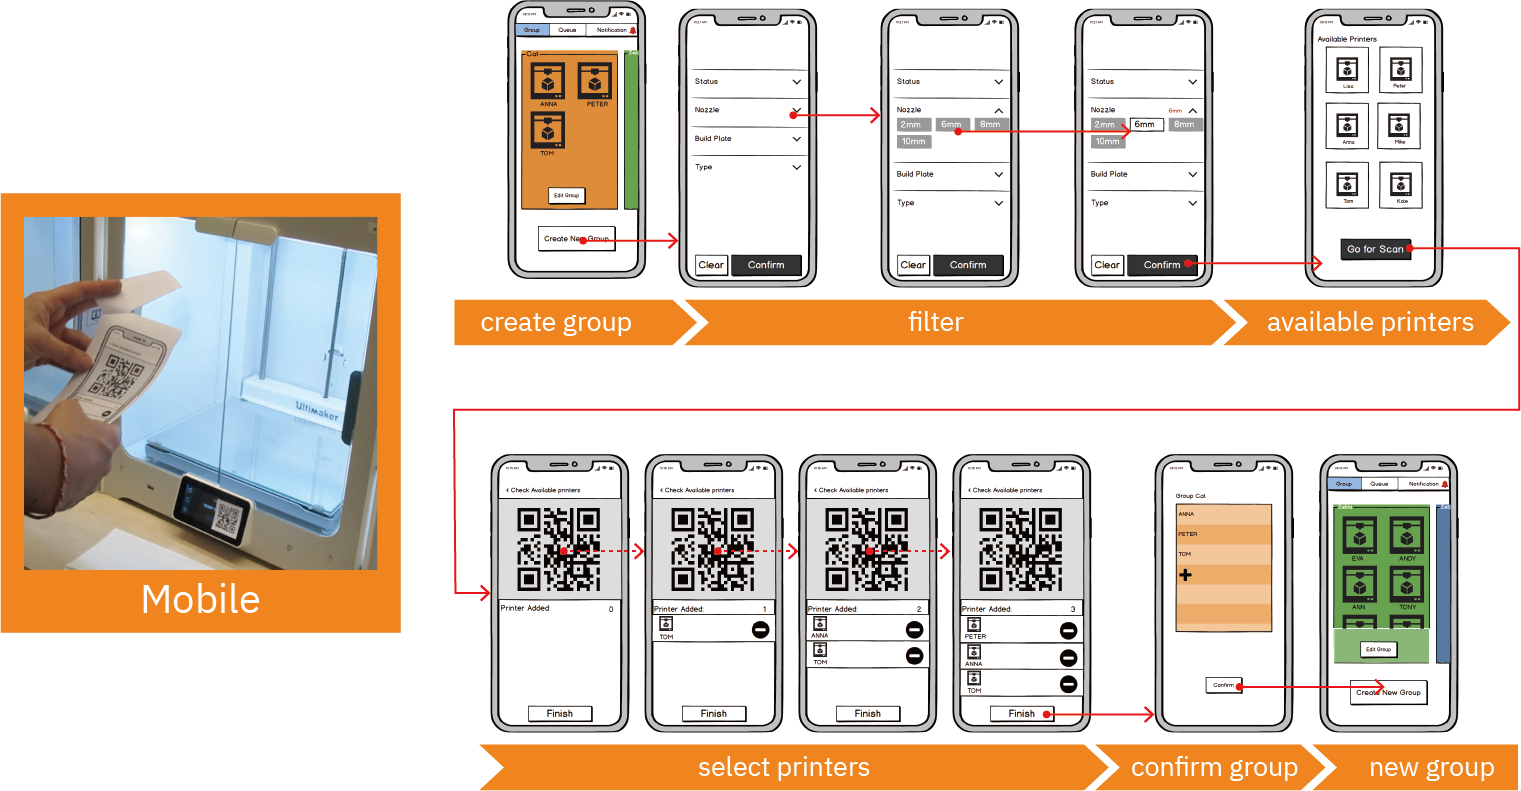 Group Queue Notification
Cat
ANNA PETER
TOM
Edit Group
Create New Group
Status
Nozzle
Build Plate
Type
Clear Confirm
Status
Nozzle
2mm 6mm 8mm
10mm
Build Plate
Type
Clear Confirm
Status
Nozzle 6mm
2mm 6mm 8mm
10mm
Build Plate
Type
Clear Confirm
Available Printers
Lisa Peter
Anna Mike
Tom Kate
Go for Scan
create group
filter
available printers
Ultimaker
Mobile
< Check Available printers
Printer Added: 0
Finish
< Check Available printers
Printer Added: 1
TOM
Finish
< Check Available printers
Printer Added: 2
ANNA
TOM
Finish
< Check Available printers
Printer Added: 3
PETER
ANNA
TOM
Finish
Group Cat
ANNA
PETER
TOM
Confirm
Group Queue Notification
Zebra
EVA ANDY
ANN TONY
Edit Group
Create New Group
select printers
confirm group
new group